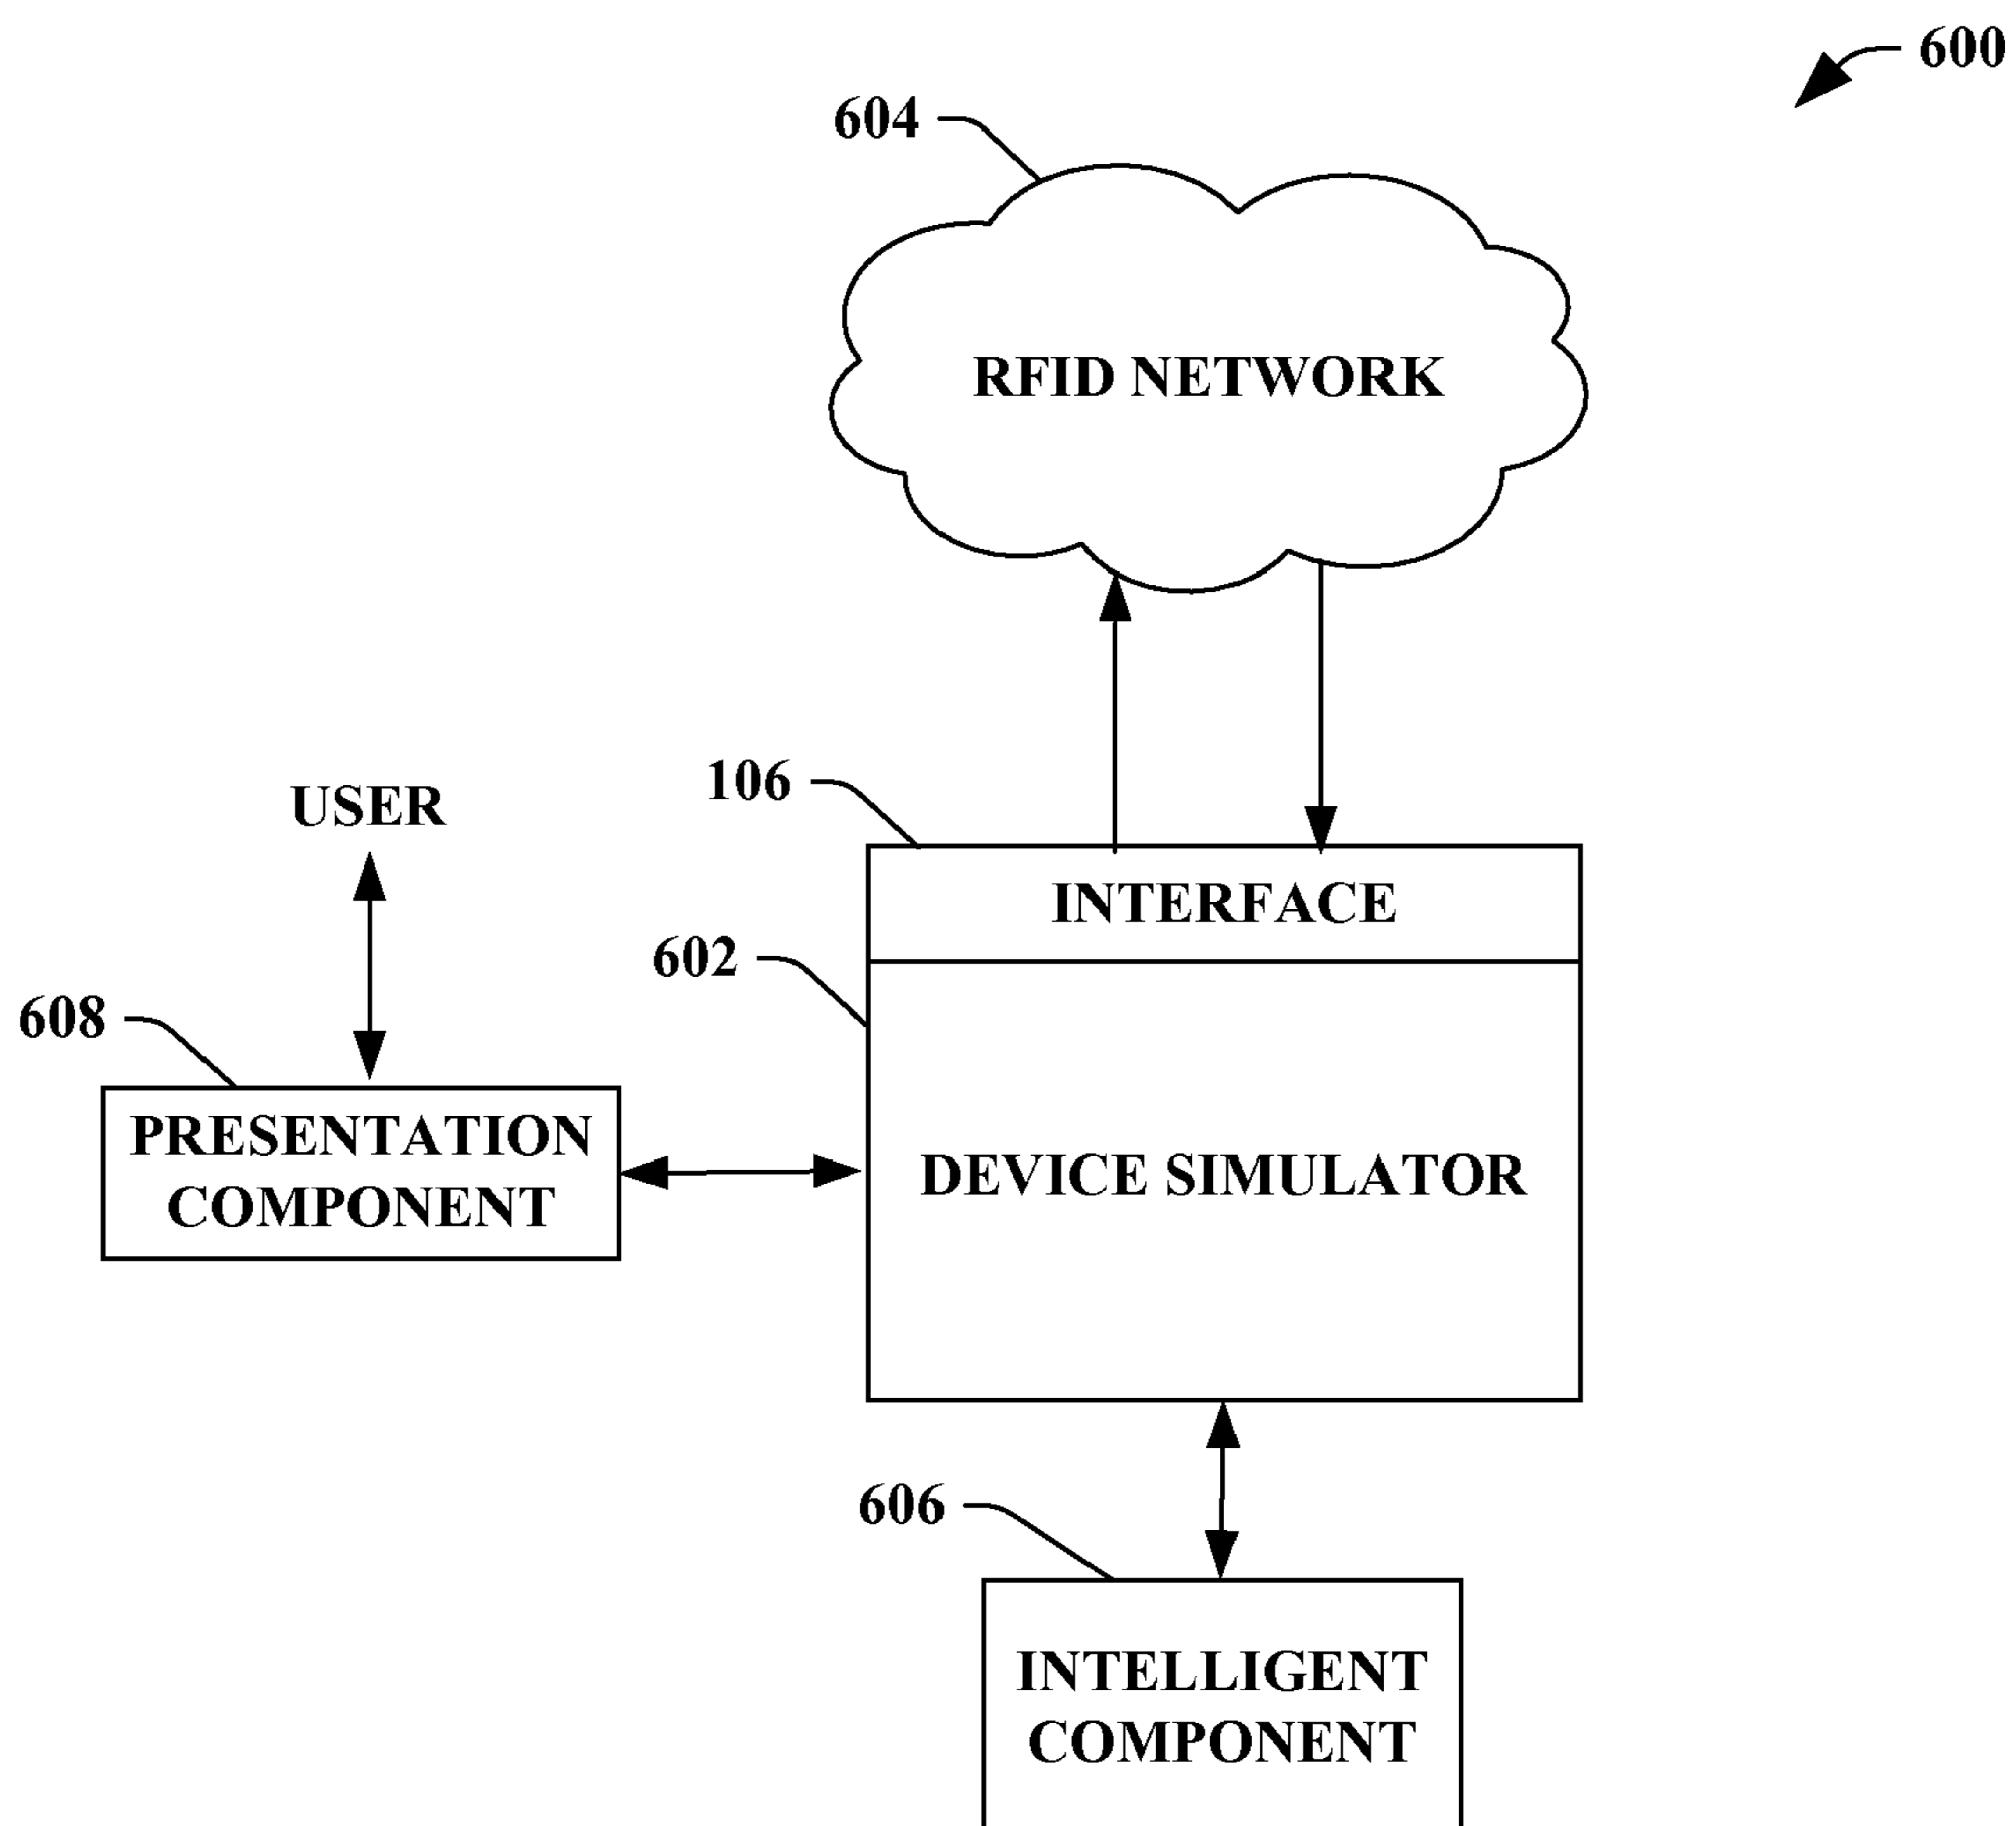 600
604
RFID NETWORK
106
USER
INTERFACE
602
608
PRESENTATION
COMPONENT
DEVICE SIMULATOR
606
INTELLIGENT
COMPONENT